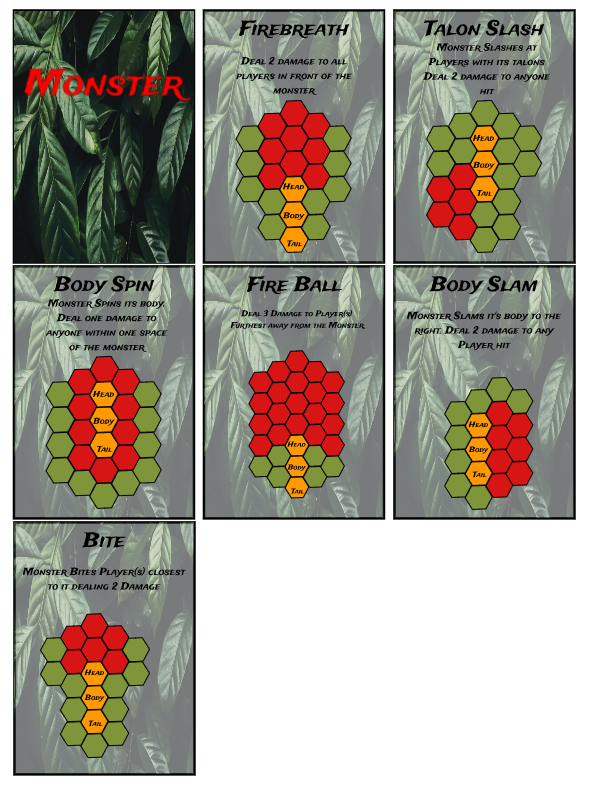 Monster
Firebreath
Deal 2 damage to all
players in front of the
monster
Head
Body
Tail
Talon Slash
Monster Slashes at
Players with its talons
Deal 2 damage to anyone
hit
Head
Body
Tail
Body Spin
Monster Spins its body.
Deal one damage to
anyone within one space
of the monster
Head
Body
Tail
Fire Ball
Deal 3 Damage to Player(s)
Furthest away from the Monster
Head
Body
Tail
Body Slam
Monster Slams it's body to the
right. Deal 2 damage to any
Player hit
Head
Body
Tail
Bite
Monster Bites Player(s) closest
to it dealing 2 Damage
Head
Body
Tail